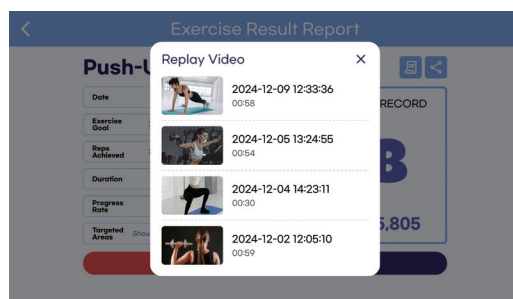 Exercise Result Report
Push-U
Replay Video
2024-12-09 12:33:36
00:58
2024-12-05 13:24:55
00:54
2024-12-04 14:23:11
00:30
2024-12-02 12:05:10
00:59
Date
Exercise
Goal
Reps
Achieved
Duration
Progress
Rate
Targeted
Areas
Shou
RECORD
5,805